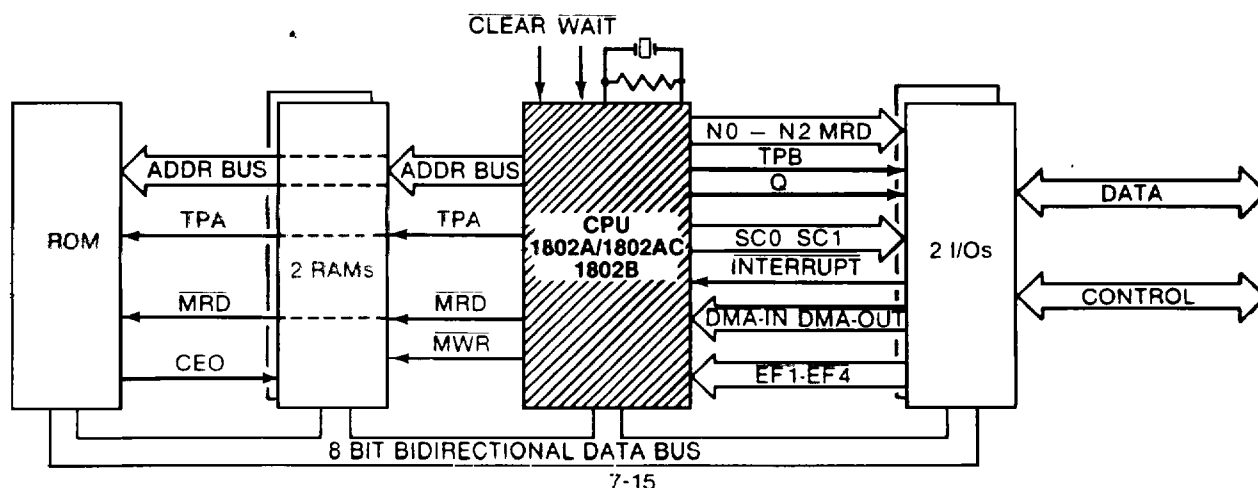 CLEAR WAIT
ROM
ADDR BUS
TPA
MRD
CEO
2 RAMs
ADDR BUS
TPA
MRD
MWR
CPU
1802A/1802AC
1802B
N0 – N2 MRD
TPB
Q
SC0 SC1
INTERRUPT
DMA-IN DMA-OUT
EF1-EF4
2 I/Os
DATA
CONTROL
8 BIT BIDIRECTIONAL DATA BUS
7-15